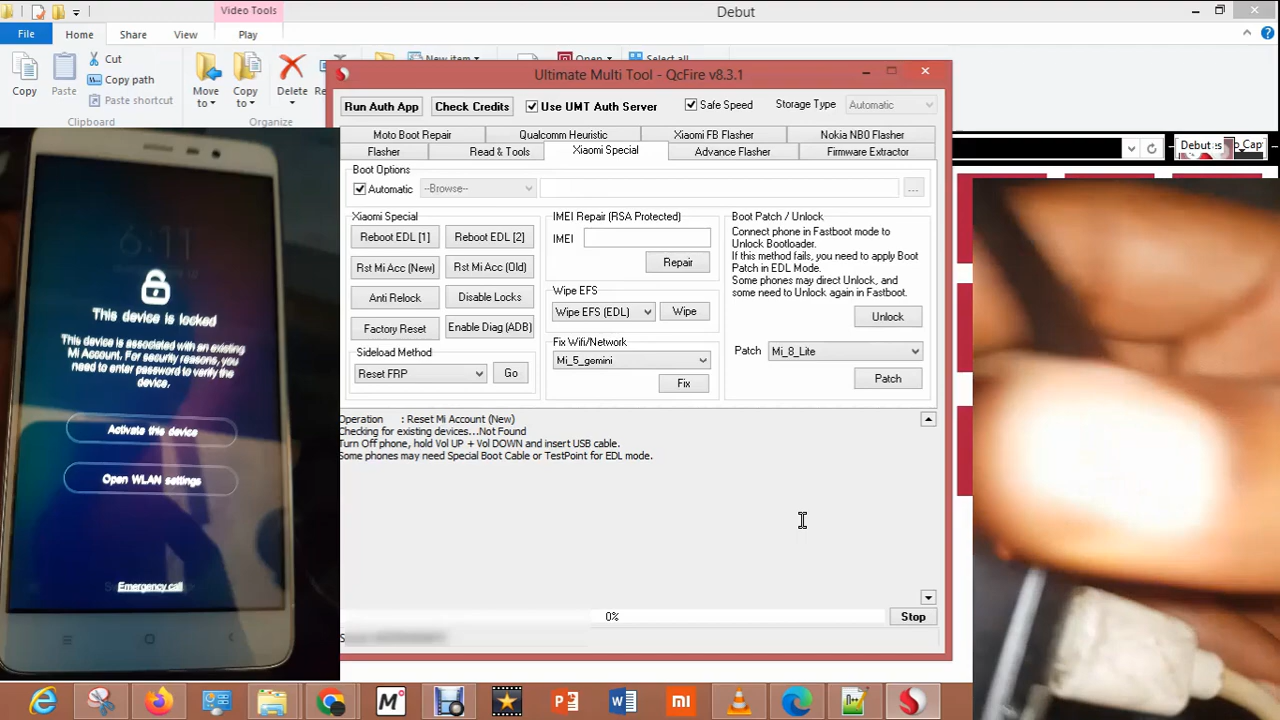 Video Tools
Debut
File
Home
Share
View
Play
Copy
Paste
Cut
Copy path
Paste shortcut
Move to
Copy to
Delete
New item
Open
Select all
Clipboard
Organize
Ultimate Multi Tool - QcFire v8.3.1
Run Auth App
Check Credits
Use UMT Auth Server
Safe Speed
Storage Type
Automatic
Moto Boot Repair
Qualcomm Heuristic
Xiaomi FB Flasher
Nokia NB0 Flasher
Flasher
Read & Tools
Xiaomi Special
Advance Flasher
Firmware Extractor
Boot Options
Automatic
--Browse--
...
Xiaomi Special
Reboot EDL [1]
Reboot EDL [2]
Rst Mi Acc (New)
Rst Mi Acc (Old)
Anti Relock
Disable Locks
Factory Reset
Enable Diag (ADB)
Sideload Method
Reset FRP
Go
IMEI Repair (RSA Protected)
IMEI
Repair
Wipe EFS
Wipe EFS (EDL)
Wipe
Fix Wifi/Network
Mi_5_gemini
Fix
Boot Patch / Unlock
Connect phone in Fastboot mode to
Unlock Bootloader.
If this method fails, you need to apply Boot
Patch in EDL Mode.
Some phones may direct Unlock, and
some need to Unlock again in Fastboot.
Unlock
Patch
Mi_8_Lite
Patch
Operation : Reset Mi Account (New)
Checking for existing devices...Not Found
Turn Off phone, hold Vol UP + Vol DOWN and insert USB cable.
Some phones may need Special Boot Cable or TestPoint for EDL mode.
0%
Stop
6:11
This device is locked
This device is associated with an existing
Mi Account. For security reasons, you
need to enter password to verify the
device.
Activate this device
Open WLAN settings
Emergency call
Debut